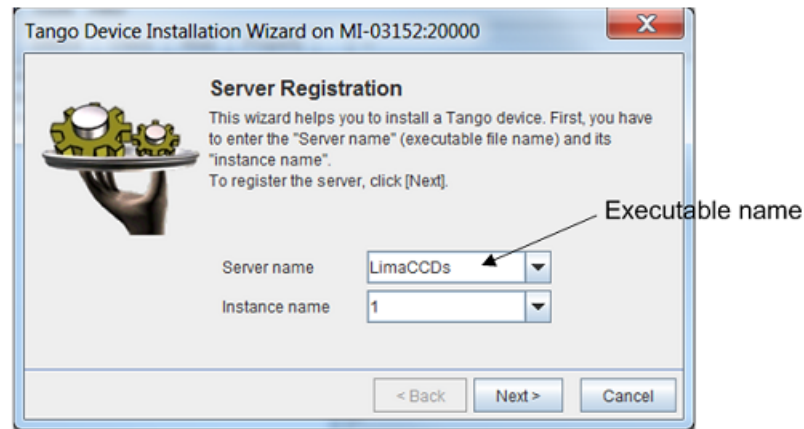 Tango Device Installation Wizard on MI-03152:20000
X
Server Registration
This wizard helps you to install a Tango device. First, you have
to enter the "Server name" (executable file name) and its
"instance name".
To register the server, click [Next].
Executable name
Server name LimaCCDs
Instance name 1
< Back Next > Cancel